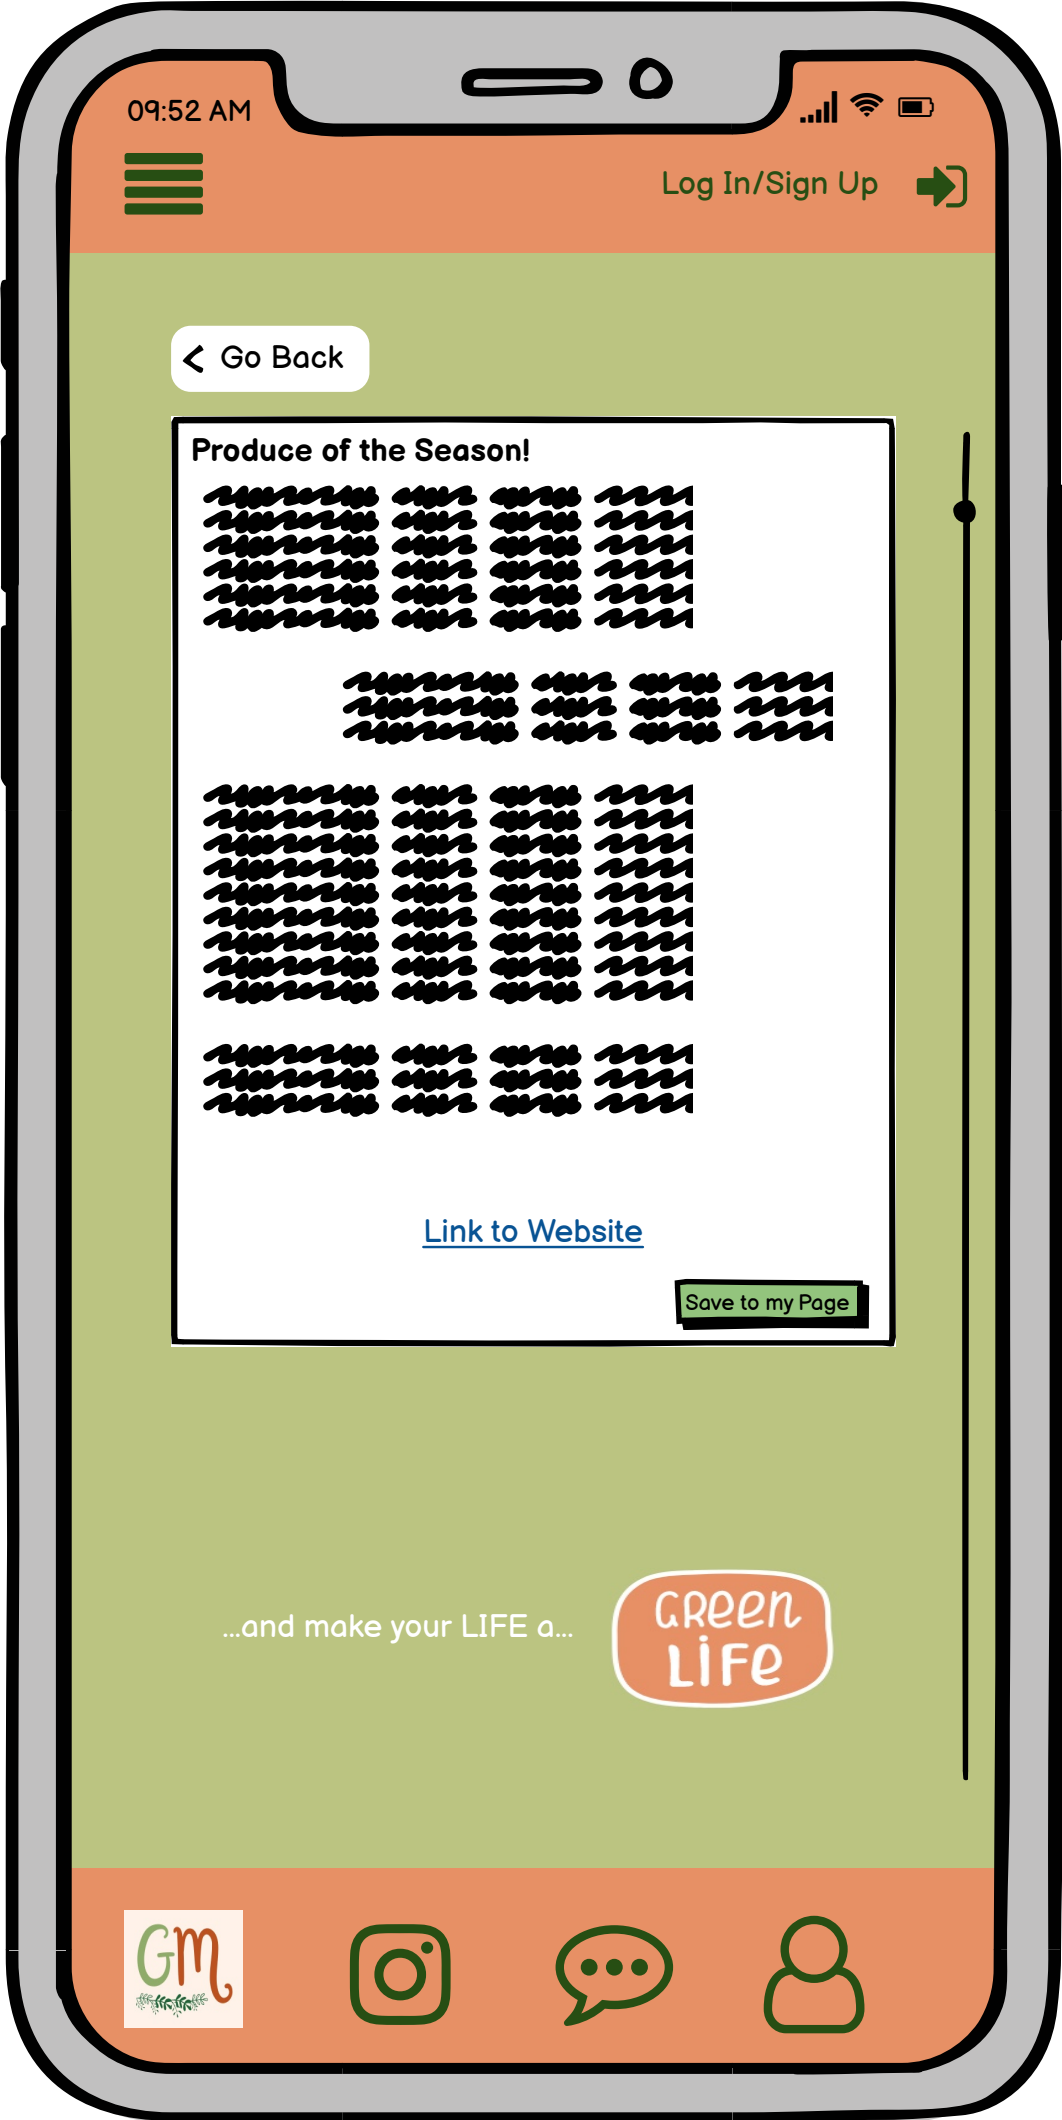 09:52 AM
Log In/Sign Up
Go Back
Produce of the Season!
Link to Website
Save to my Page
...and make your LIFE a...
GREEN
LIFE
GM